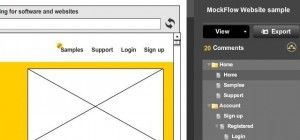 ing for software and websites
Samples Support Login Sign up
MockFlow Website sample
View Export
20 Comments
Home
Home
Samples
Support
Account
Sign up
Registered
Login